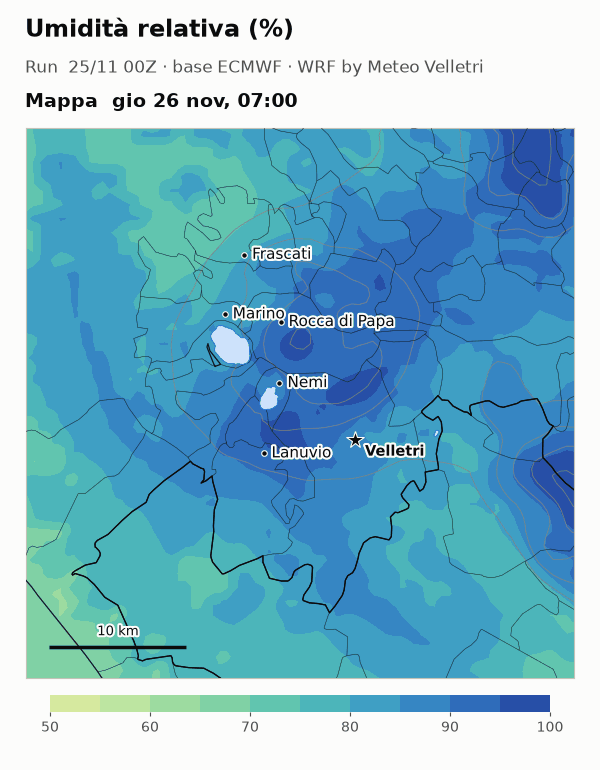 Umidità relativa (%)
Run  25/11 00Z · base ECMWF · WRF by Meteo Velletri
Mappa  gio 26 nov, 07:00
Frascati
Marino
Rocca di Papa
Nemi
Velletri
Lanuvio
10 km
50 60 70 80 90 100